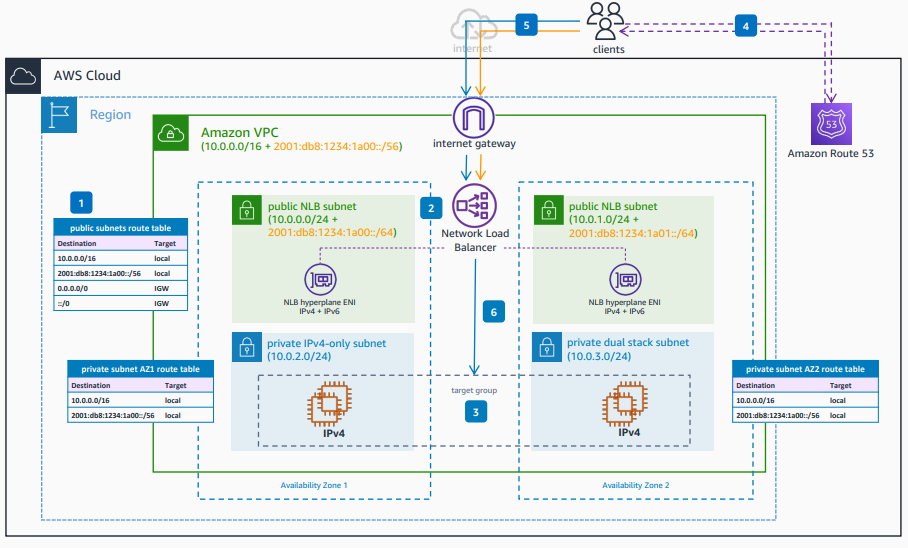 5
4
internet
clients
AWS Cloud
Region
53
Amazon Route 53
Amazon VPC
(10.0.0.0/16 + 2001:db8:1234:1a00::/56)
internet gateway
1
public subnets route table
Destination Target
10.0.0.0/16 local
2001:db8:1234:1a00::/56 local
0.0.0.0/0 IGW
::/0 IGW
public NLB subnet
(10.0.0.0/24 +
2001:db8:1234:1a00::/64)
2
Network Load
Balancer
public NLB subnet
(10.0.1.0/24 +
2001:db8:1234:1a01::/64)
NLB hyperplane ENI
IPv4 + IPv6
NLB hyperplane ENI
IPv4 + IPv6
6
private IPv4-only subnet
(10.0.2.0/24)
private dual stack subnet
(10.0.3.0/24)
private subnet AZ1 route table
Destination Target
10.0.0.0/16 local
2001:db8:1234:1a00::/56 local
target group
3
IPv4
IPv4
private subnet AZ2 route table
Destination Target
10.0.0.0/16 local
2001:db8:1234:1a00::/56 local
Availability Zone 1
Availability Zone 2